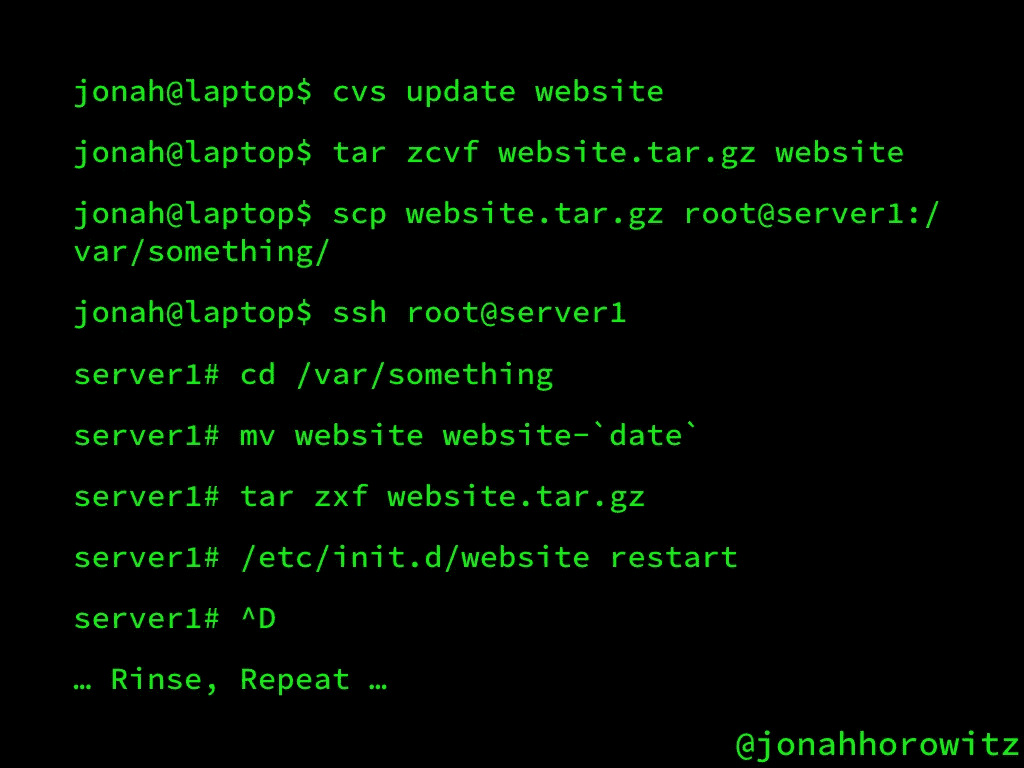 jonah@laptop$ cvs update website
jonah@laptop$ tar zcvf website.tar.gz website
jonah@laptop$ scp website.tar.gz root@server1:/
var/something/
jonah@laptop$ ssh root@server1
server1# cd /var/something
server1# mv website website-`date`
server1# tar zxf website.tar.gz
server1# /etc/init.d/website restart
server1# ^D
… Rinse, Repeat …
@jonahhorowitz